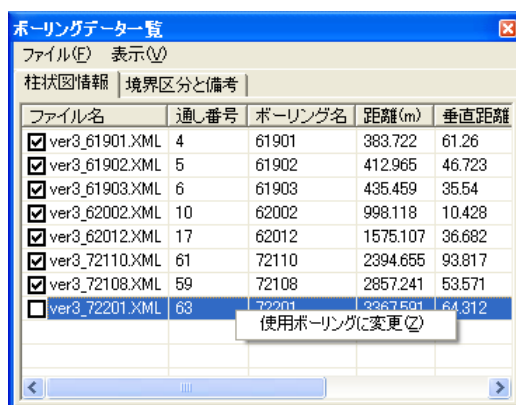 ボーリングデータ一覧
ファイル(F) 表示(V)
柱状図情報 境界区分と備考
ファイル名 通し番号 ボーリング名 距離(m) 垂直距離
ver3_61901.XML 4 61901 383.722 61.26
ver3_61902.XML 5 61902 412.965 46.723
ver3_61903.XML 6 61903 435.459 35.54
ver3_62002.XML 10 62002 998.118 10.428
ver3_62012.XML 17 62012 1575.107 36.682
ver3_72110.XML 61 72110 2394.655 93.817
ver3_72108.XML 59 72108 2857.241 53.571
ver3_72201.XML 63 72201 3367.591 64.312
使用ボーリングに変更(Z)